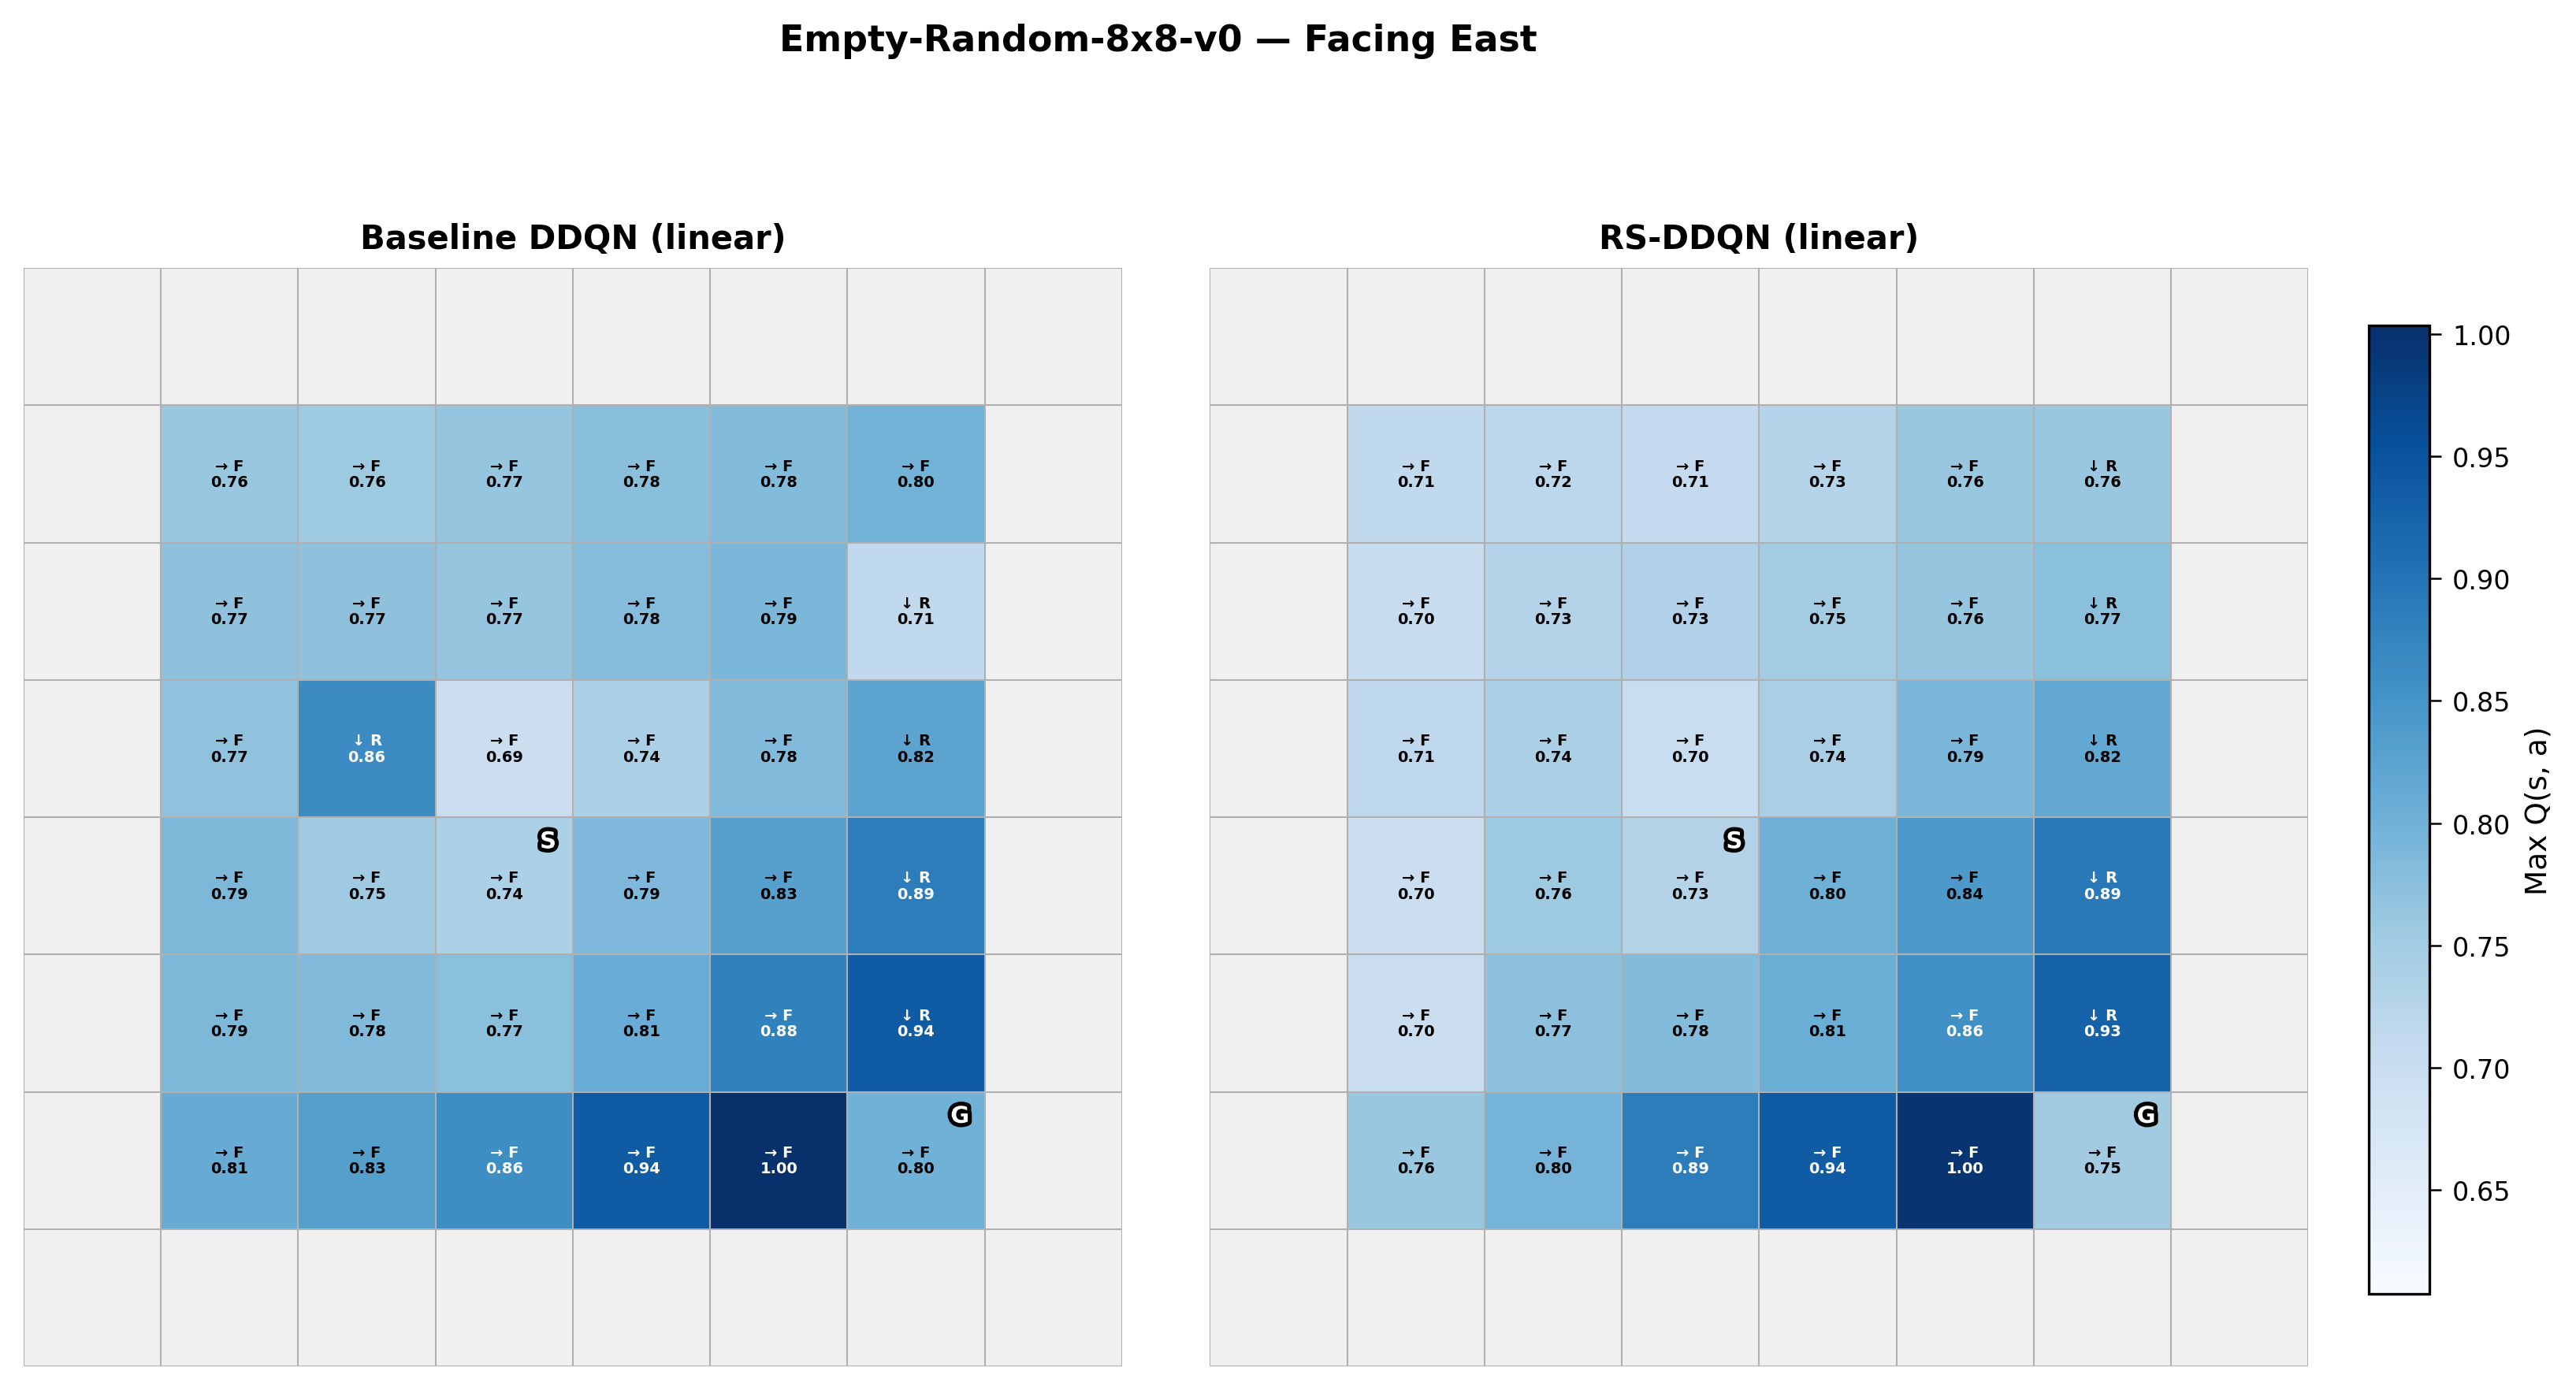 Empty-Random-8x8-v0 — Facing East
Baseline DDQN (linear)
→ F → F → F → F → F → F
0.76 0.76 0.77 0.78 0.78 0.80
→ F → F → F → F → F ↓ R
0.77 0.77 0.77 0.78 0.79 0.71
→ F ↓ R → F → F → F ↓ R
0.77 0.86 0.69 0.74 0.78 0.82
S
→ F → F → F → F → F ↓ R
0.79 0.75 0.74 0.79 0.83 0.89
→ F → F → F → F → F ↓ R
0.79 0.78 0.77 0.81 0.88 0.94
G
→ F → F → F → F → F → F
0.81 0.83 0.86 0.94 1.00 0.80
RS-DDQN (linear)
→ F → F → F → F → F ↓ R
0.71 0.72 0.71 0.73 0.76 0.76
→ F → F → F → F → F ↓ R
0.70 0.73 0.73 0.75 0.76 0.77
→ F → F → F → F → F ↓ R
0.71 0.74 0.70 0.74 0.79 0.82
S
→ F → F → F → F → F ↓ R
0.70 0.76 0.73 0.80 0.84 0.89
→ F → F → F → F → F ↓ R
0.70 0.77 0.78 0.81 0.86 0.93
G
→ F → F → F → F → F → F
0.76 0.80 0.89 0.94 1.00 0.75
1.00
0.95
0.90
0.85
0.80
0.75
0.70
0.65
Max Q(s, a)